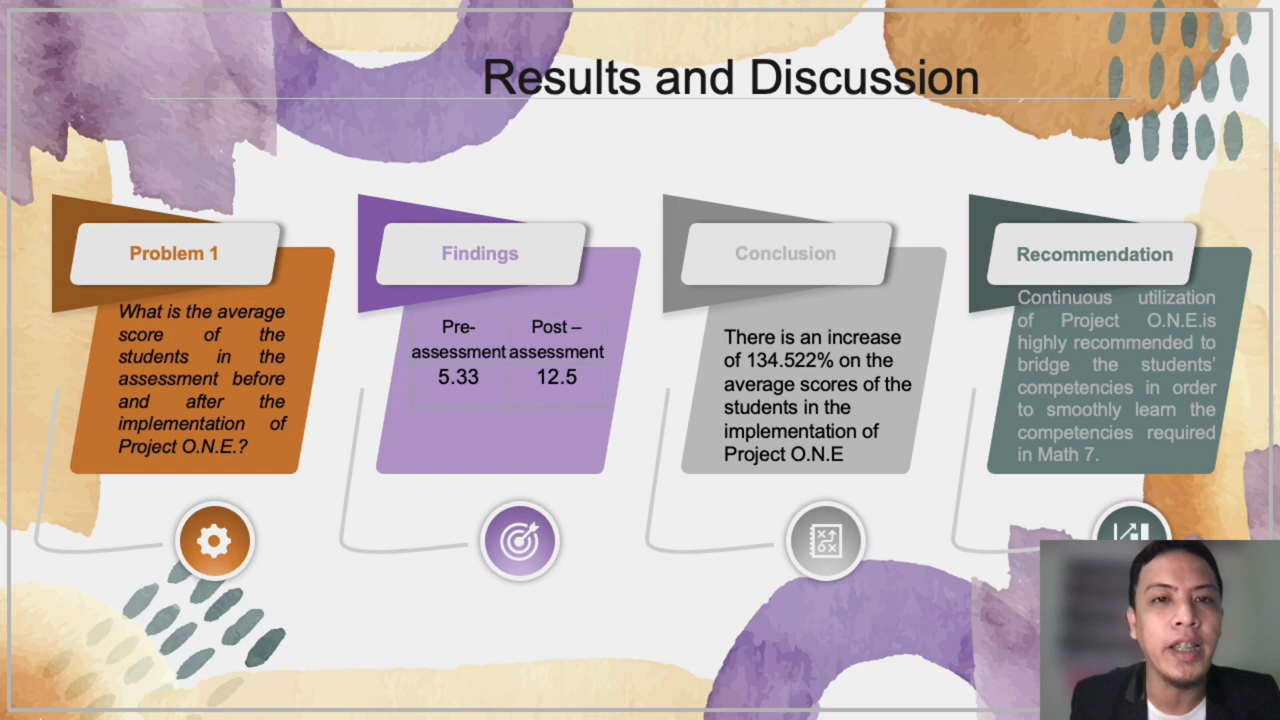 Results and Discussion
Problem 1
What is the average
score of the
students in the
assessment before
and after the
implementation of
Project O.N.E.?
Findings
Pre- Post –
assessment assessment
5.33 12.5
Conclusion
There is an increase
of 134.522% on the
average scores of the
students in the
implementation of
Project O.N.E
Recommendation
Continuous utilization
of Project O.N.E.is
highly recommended to
bridge the students’
competencies in order
to smoothly learn the
competencies required
in Math 7.